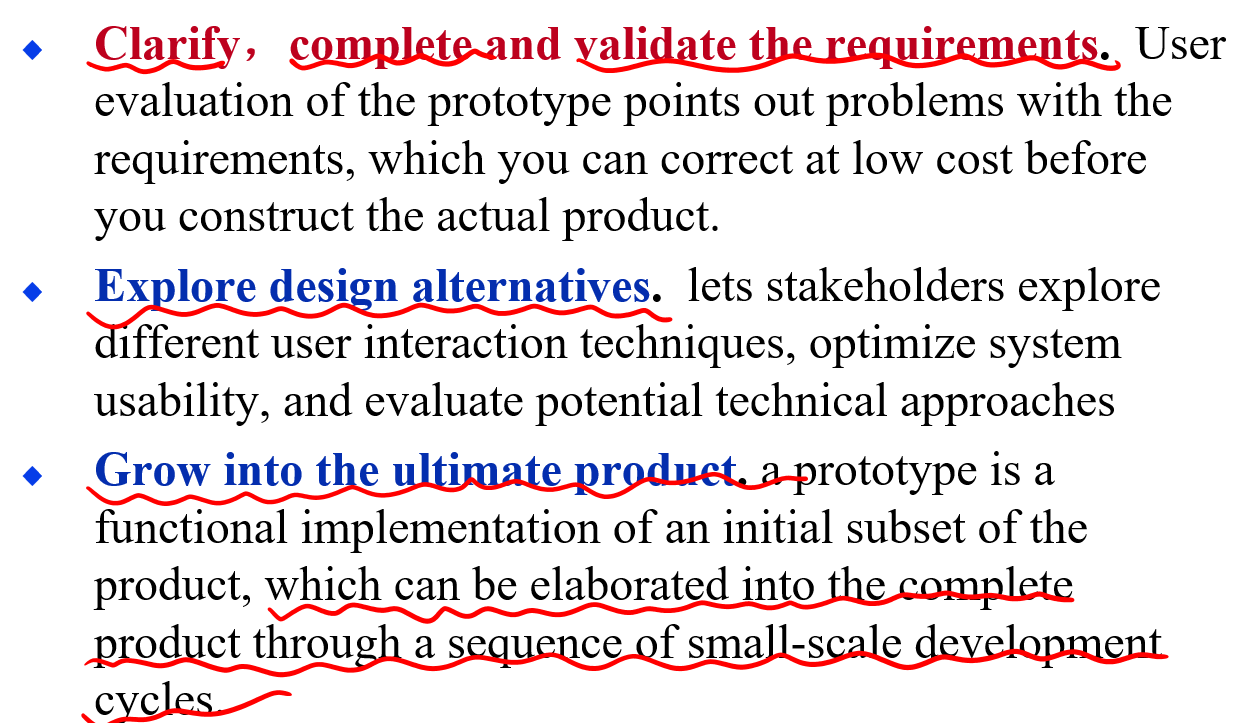 ◆ Clarify，complete and validate the requirements. User
evaluation of the prototype points out problems with the
requirements, which you can correct at low cost before
you construct the actual product.
◆ Explore design alternatives. lets stakeholders explore
different user interaction techniques, optimize system
usability, and evaluate potential technical approaches
◆ Grow into the ultimate product. a prototype is a
functional implementation of an initial subset of the
product, which can be elaborated into the complete
product through a sequence of small-scale development
cycles.